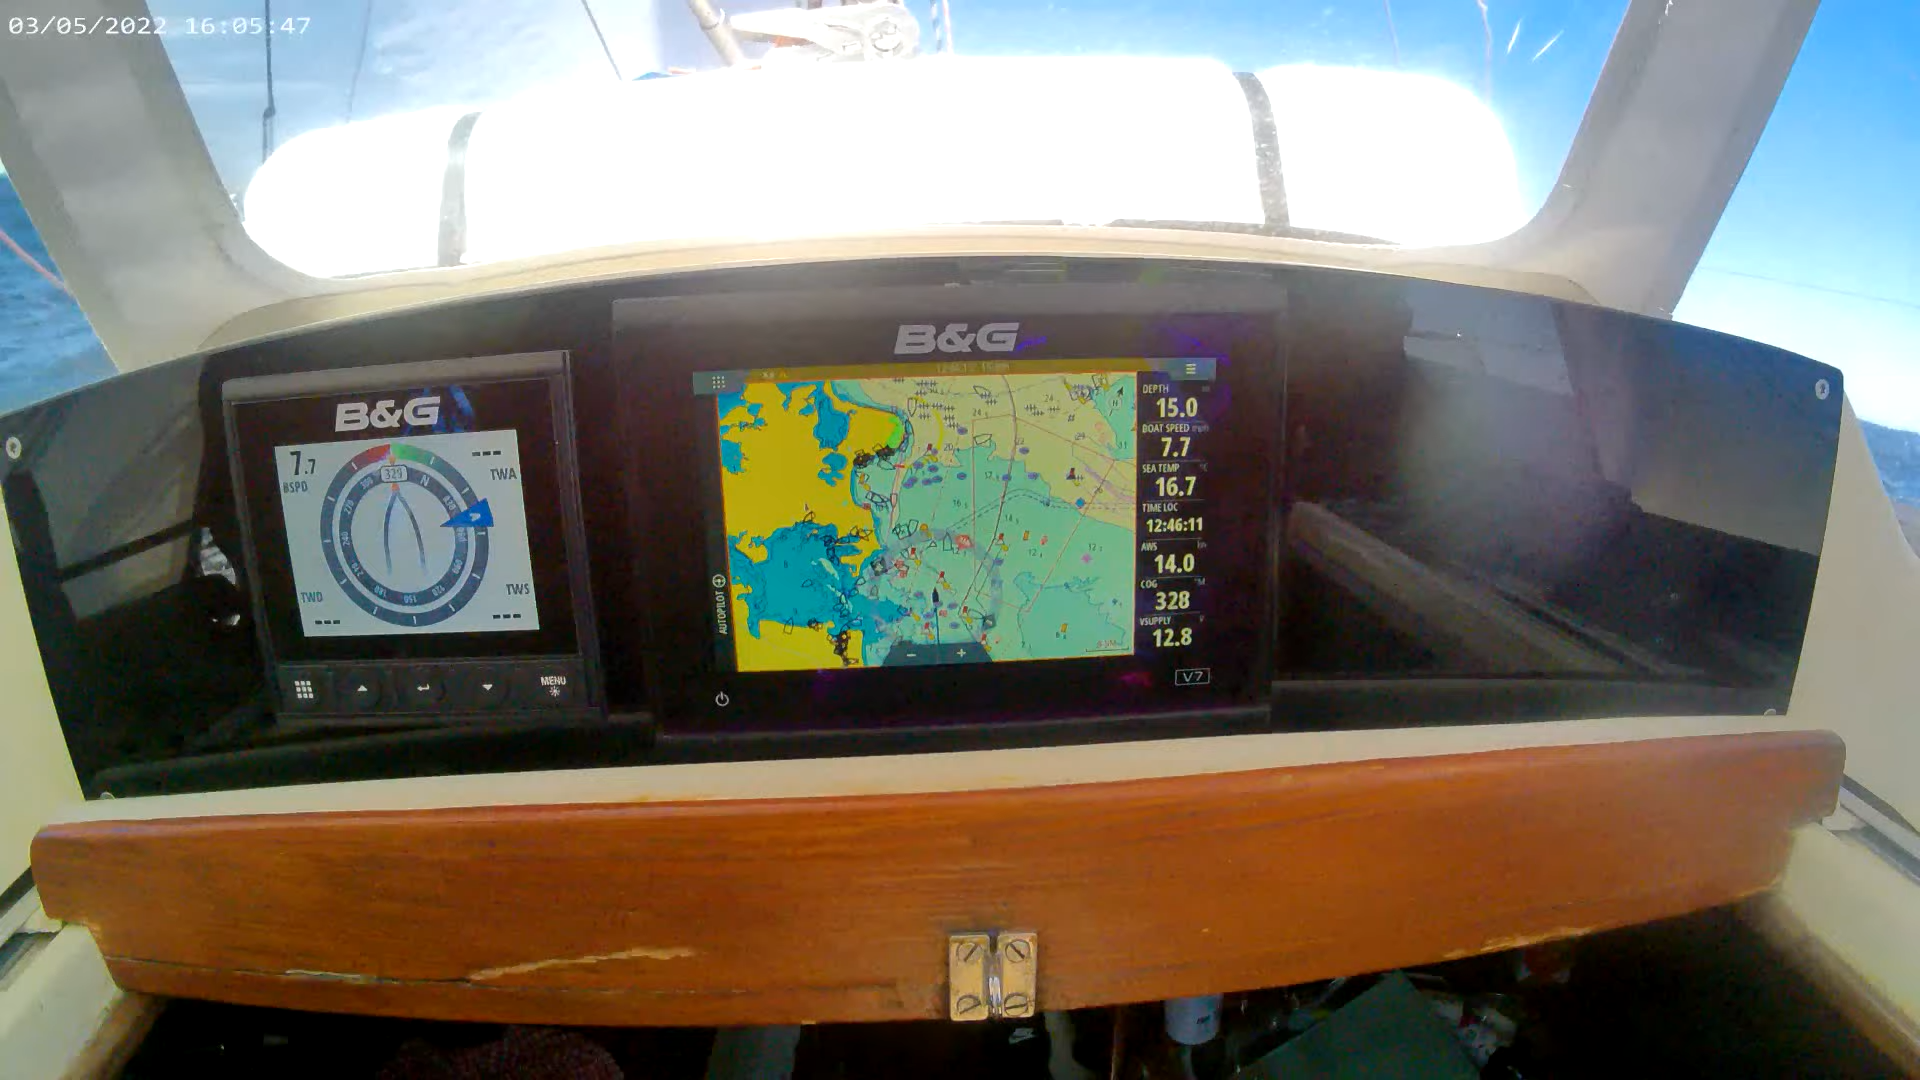 03/05/2022 16:05:47
B&G
7.7
BSPD
---
TWA
329
N
A
TWD
---
TWS
---
MENU
B&G
DEPTH
15.0
BOAT SPEED
7.7
SEA TEMP
16.7
TIME LOC
12:46:11
AWS
14.0
COG
328
VSUPPLY
12.8
AUTOPILOT
V7